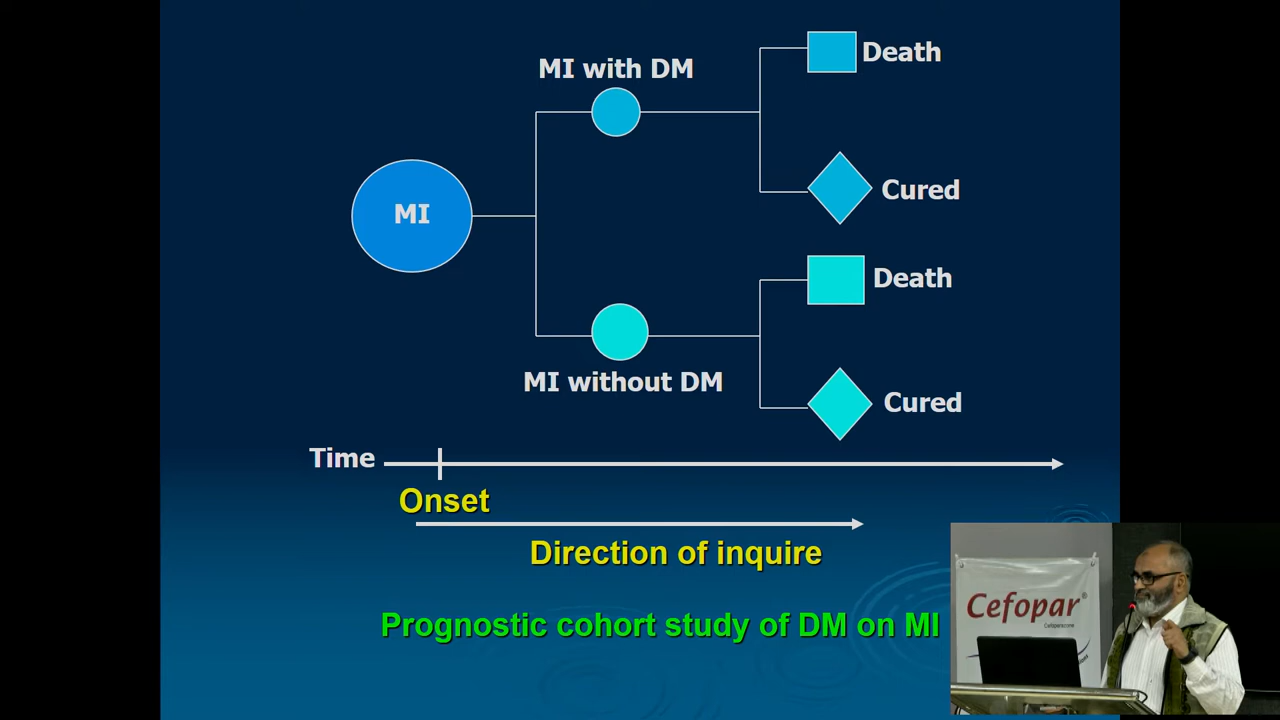 MI with DM
Death
Cured
MI
Death
MI without DM
Cured
Time
Onset
Direction of inquire
Prognostic cohort study of DM on MI
Cefopar®